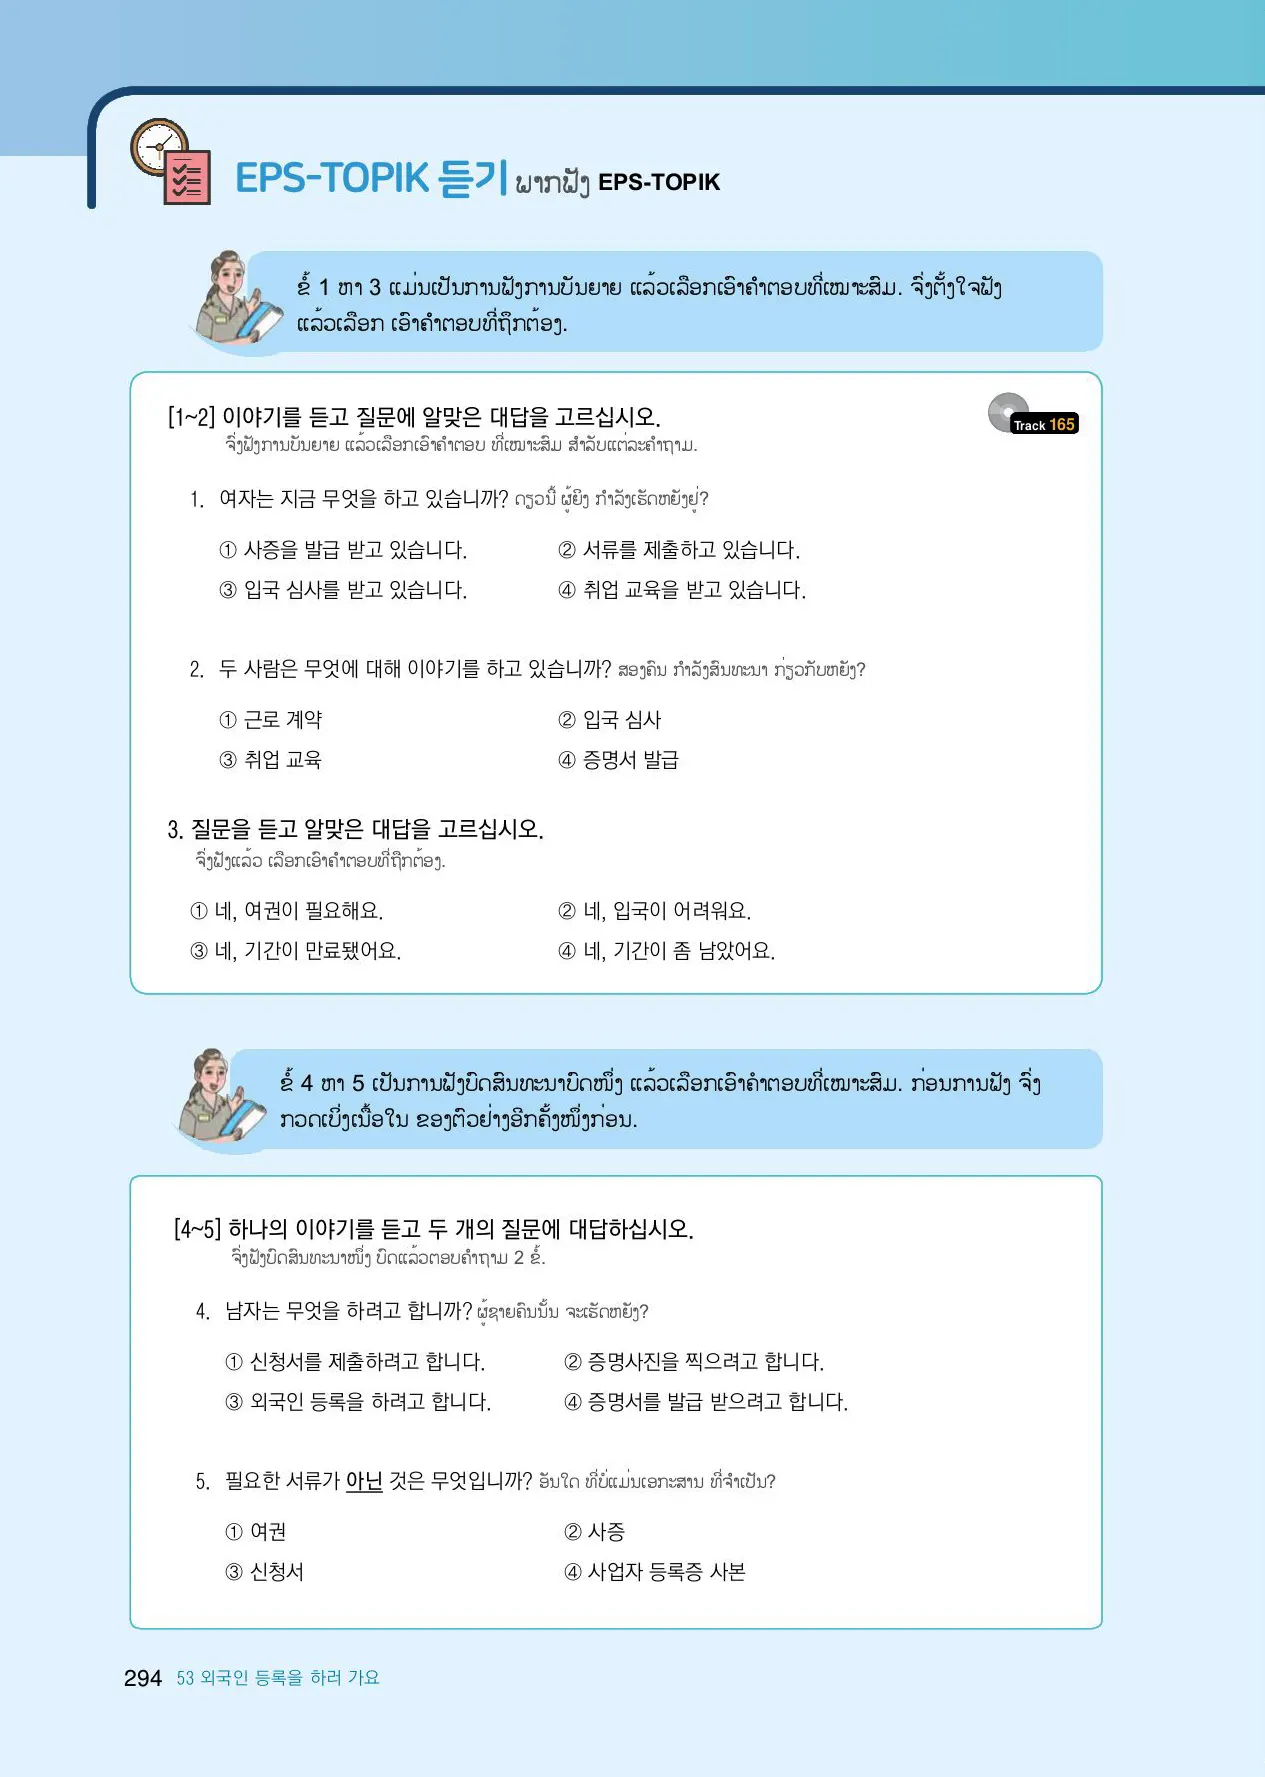 EPS-TOPIK 듣기 ພາກຟັງ EPS-TOPIK
ຂໍ້ 1 ຫາ 3 ແມ່ນເປັນການຟັງການບັນຍາຍ ແລ້ວເລືອກເອົາຄຳຕອບທີ່ເໝາະສົມ. ຈົ່ງຕັ້ງໃຈຟັງ
ແລ້ວເລືອກ ເອົາຄຳຕອບທີ່ຖຶກຕ້ອງ.
[1~2] 이야기를 듣고 질문에 알맞은 대답을 고르십시오.
Track 165
ຈົ່ງຟັງການບັນຍາຍ ແລ້ວເລືອກເອົາຄຳຕອບ ທີ່ເໝາະສົມ ສຳລັບແຕ່ລະຄຳຖາມ.
1. 여자는 지금 무엇을 하고 있습니까? ດຽວນີ້ ຜູ້ຍິງ ກຳລັງເຮັດຫຍັງຢູ່?
① 사증을 발급 받고 있습니다. ② 서류를 제출하고 있습니다.
③ 입국 심사를 받고 있습니다. ④ 취업 교육을 받고 있습니다.
2. 두 사람은 무엇에 대해 이야기를 하고 있습니까? ສອງຄົນ ກຳລັງສົນທະນາ ກ່ຽວກັບຫຍັງ?
① 근로 계약 ② 입국 심사
③ 취업 교육 ④ 증명서 발급
3. 질문을 듣고 알맞은 대답을 고르십시오.
ຈົ່ງຟັງແລ້ວ ເລືອກເອົາຄຳຕອບທີ່ຖືກຕ້ອງ.
① 네, 여권이 필요해요. ② 네, 입국이 어려워요.
③ 네, 기간이 만료됐어요. ④ 네, 기간이 좀 남았어요.
ຂໍ້ 4 ຫາ 5 ເປັນການຟັງບົດສົນທະນາບົດໜຶ່ງ ແລ້ວເລືອກເອົາຄຳຕອບທີ່ເໝາະສົມ. ກ່ອນການຟັງ ຈົ່ງ
ກວດເບິ່ງເນື້ອໃນ ຂອງຕົວຢ່າງອີກຄັ້ງໜຶ່ງກ່ອນ.
[4~5] 하나의 이야기를 듣고 두 개의 질문에 대답하십시오.
ຈົ່ງຟັງບົດສົນທະນາໜຶ່ງ ບົດແລ້ວຕອບຄຳຖາມ 2 ຂໍ້.
4. 남자는 무엇을 하려고 합니까? ຜູ້ຊາຍຄົນນັ້ນ ຈະເຮັດຫຍັງ?
① 신청서를 제출하려고 합니다. ② 증명사진을 찍으려고 합니다.
③ 외국인 등록을 하려고 합니다. ④ 증명서를 발급 받으려고 합니다.
5. 필요한 서류가 아닌 것은 무엇입니까? ອັນໃດ ທີ່ບໍ່ແມ່ນເອກະສານ ທີ່ຈຳເປັນ?
① 여권 ② 사증
③ 신청서 ④ 사업자 등록증 사본
294 53 외국인 등록을 하러 가요